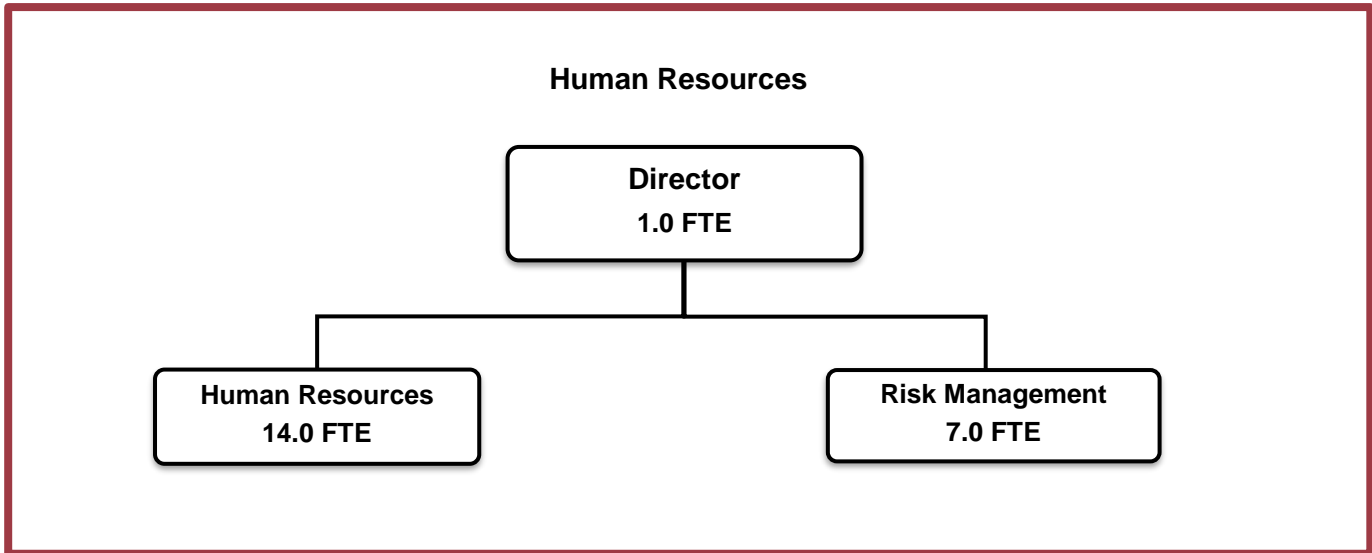 Human Resources
Director
1.0 FTE
Human Resources
14.0 FTE
Risk Management
7.0 FTE